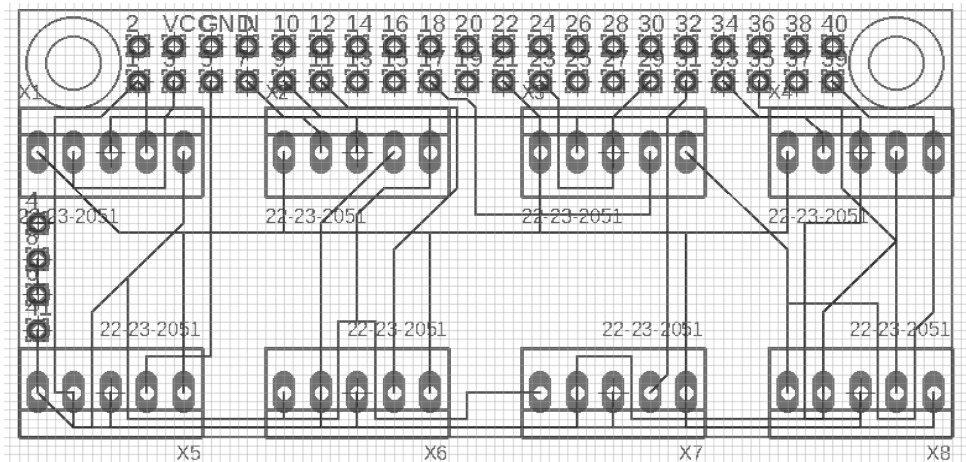 2 VCC GND 10 12 14 16 18 20 22 24 26 28 30 32 34 36 38 40
1 3 5 7 9 11 13 15 17 19 21 23 25 27 29 31 33 35 37 39
X1 X2 X3 X4
4
22-23-2051 22-23-2051 22-23-2051 22-23-2051
22-23-2051 22-23-2051 22-23-2051 22-23-2051
X5 X6 X7 X8